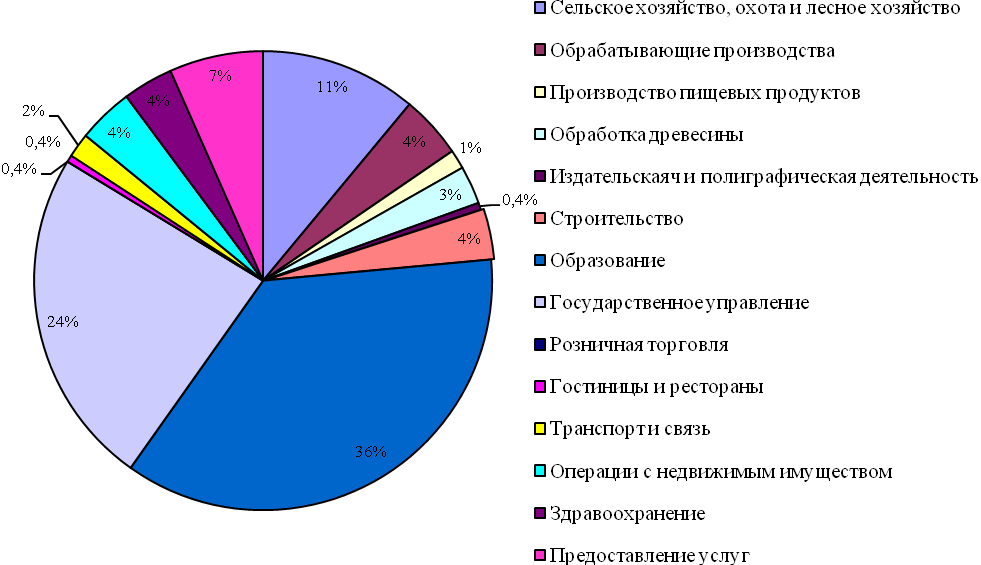 Сельское хозяйство, охота и лесное хозяйство
Обрабатывающие производства
Производство пищевых продуктов
Обработка древесины
Издательскаяч и полиграфическая деятельность
Строительство
Образование
Государственное управление
Розничная торговля
Гостиницы и рестораны
Транспорт и связь
Операции с недвижимым имуществом
Здравоохранение
Предоставление услуг
11%
4%
1%
3%
0,4%
4%
36%
24%
0,4%
0,4%
2%
4%
4%
7%